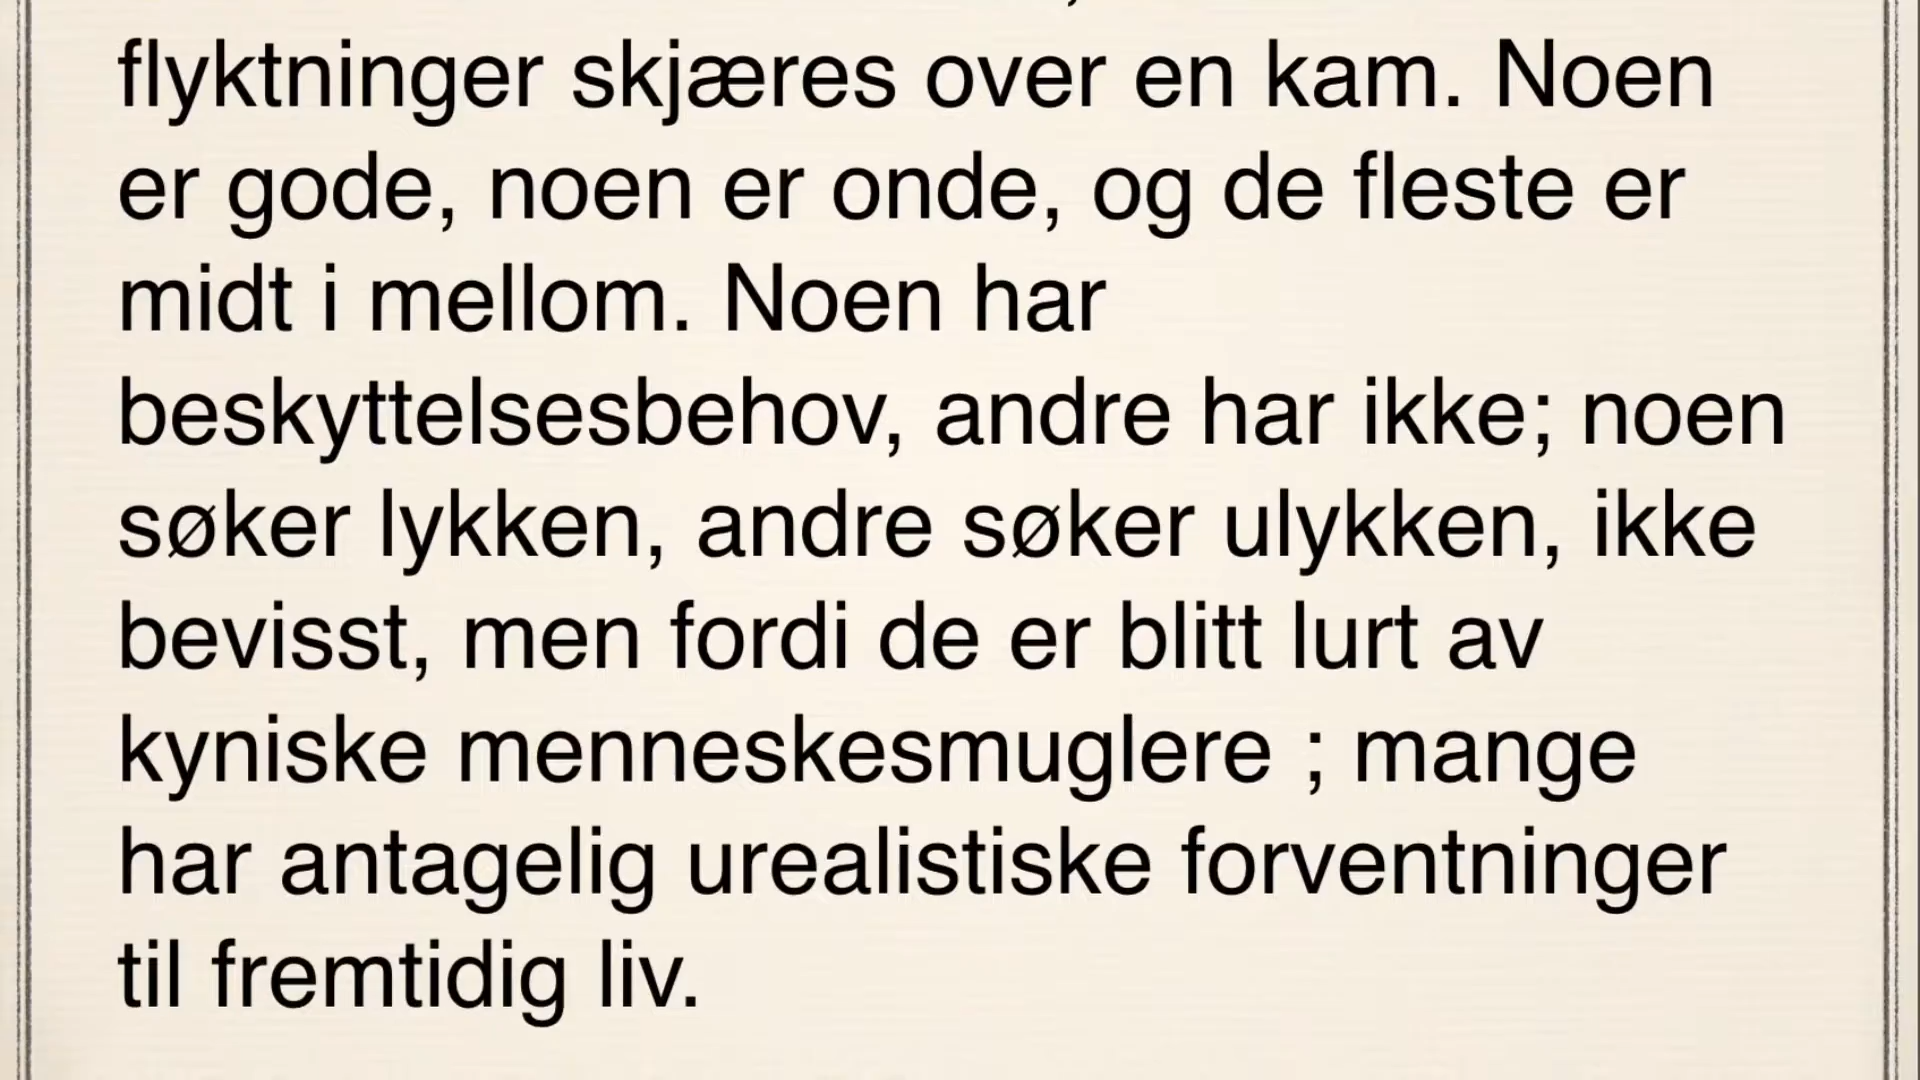 flyktninger skjæres over en kam. Noen
er gode, noen er onde, og de fleste er
midt i mellom. Noen har
beskyttelsesbehov, andre har ikke; noen
søker lykken, andre søker ulykken, ikke
bevisst, men fordi de er blitt lurt av
kyniske menneskesmuglere ; mange
har antagelig urealistiske forventninger
til fremtidig liv.